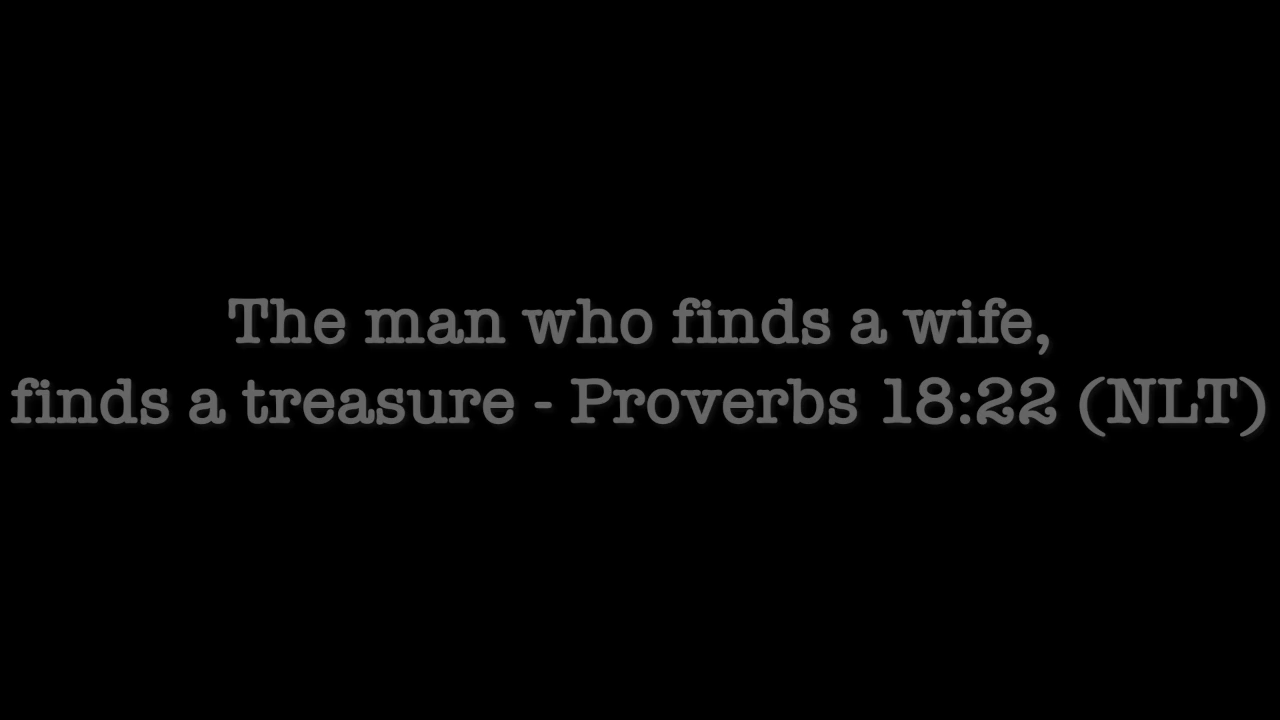 The man who finds a wife,
finds a treasure - Proverbs 18:22 (NLT)